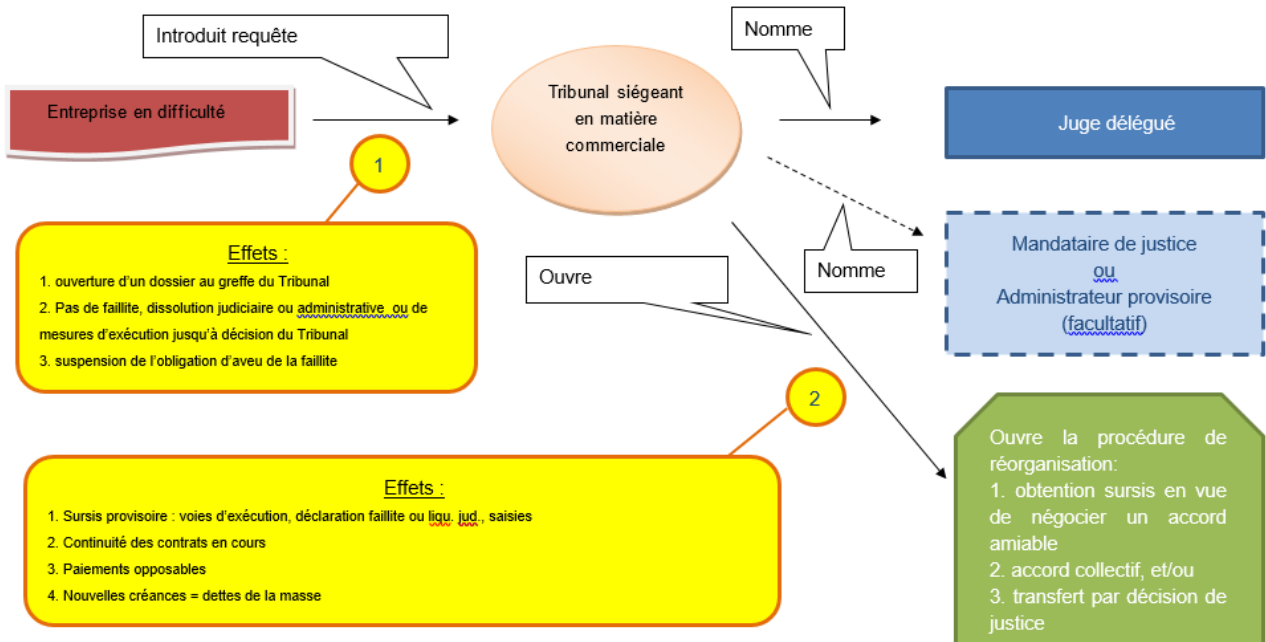 Introduit requête
Nomme
Entreprise en difficulté
Tribunal siégeant
en matière
commerciale
Juge délégué
1
Effets :
1. ouverture d'un dossier au greffe du Tribunal
2. Pas de faillite, dissolution judiciaire ou administrative ou de
mesures d'exécution jusqu'à décision du Tribunal
3. suspension de l'obligation d'aveu de la faillite
Ouvre
Nomme
Mandataire de justice
ou
Administrateur provisoire
(facultatif)
2
Effets :
1. Sursis provisoire : voies d'exécution, déclaration faillite ou liqu. jud., saisies
2. Continuité des contrats en cours
3. Paiements opposables
4. Nouvelles créances = dettes de la masse
Ouvre la procédure de
réorganisation:
1. obtention sursis en vue
de négocier un accord
amiable
2. accord collectif, et/ou
3. transfert par décision de
justice